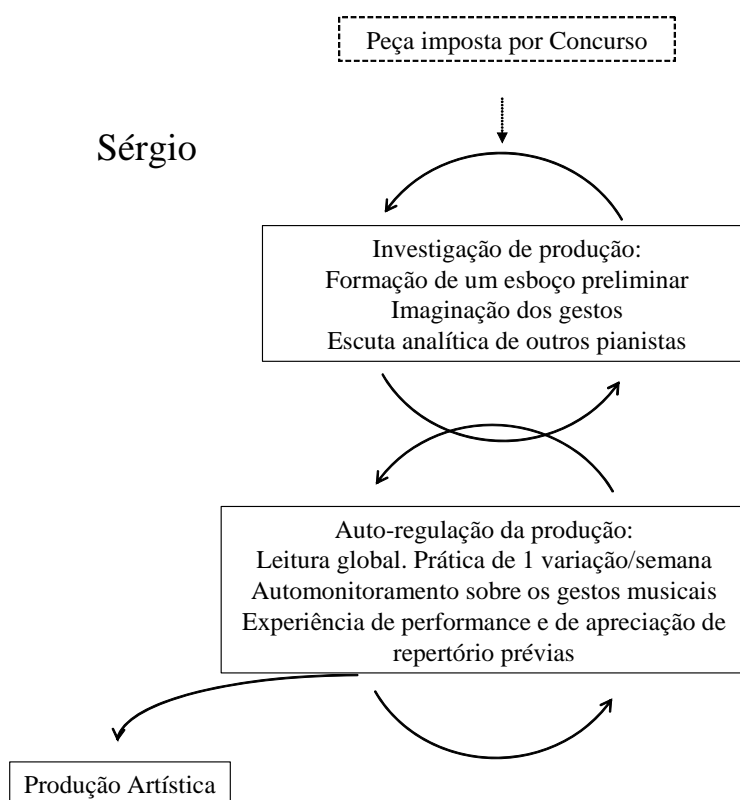 Peça imposta por Concurso
Sérgio
Investigação de produção:
Formação de um esboço preliminar
Imaginação dos gestos
Escuta analítica de outros pianistas
Auto-regulação da produção:
Leitura global. Prática de 1 variação/semana
Automonitoramento sobre os gestos musicais
Experiência de performance e de apreciação de
repertório prévias
Produção Artística